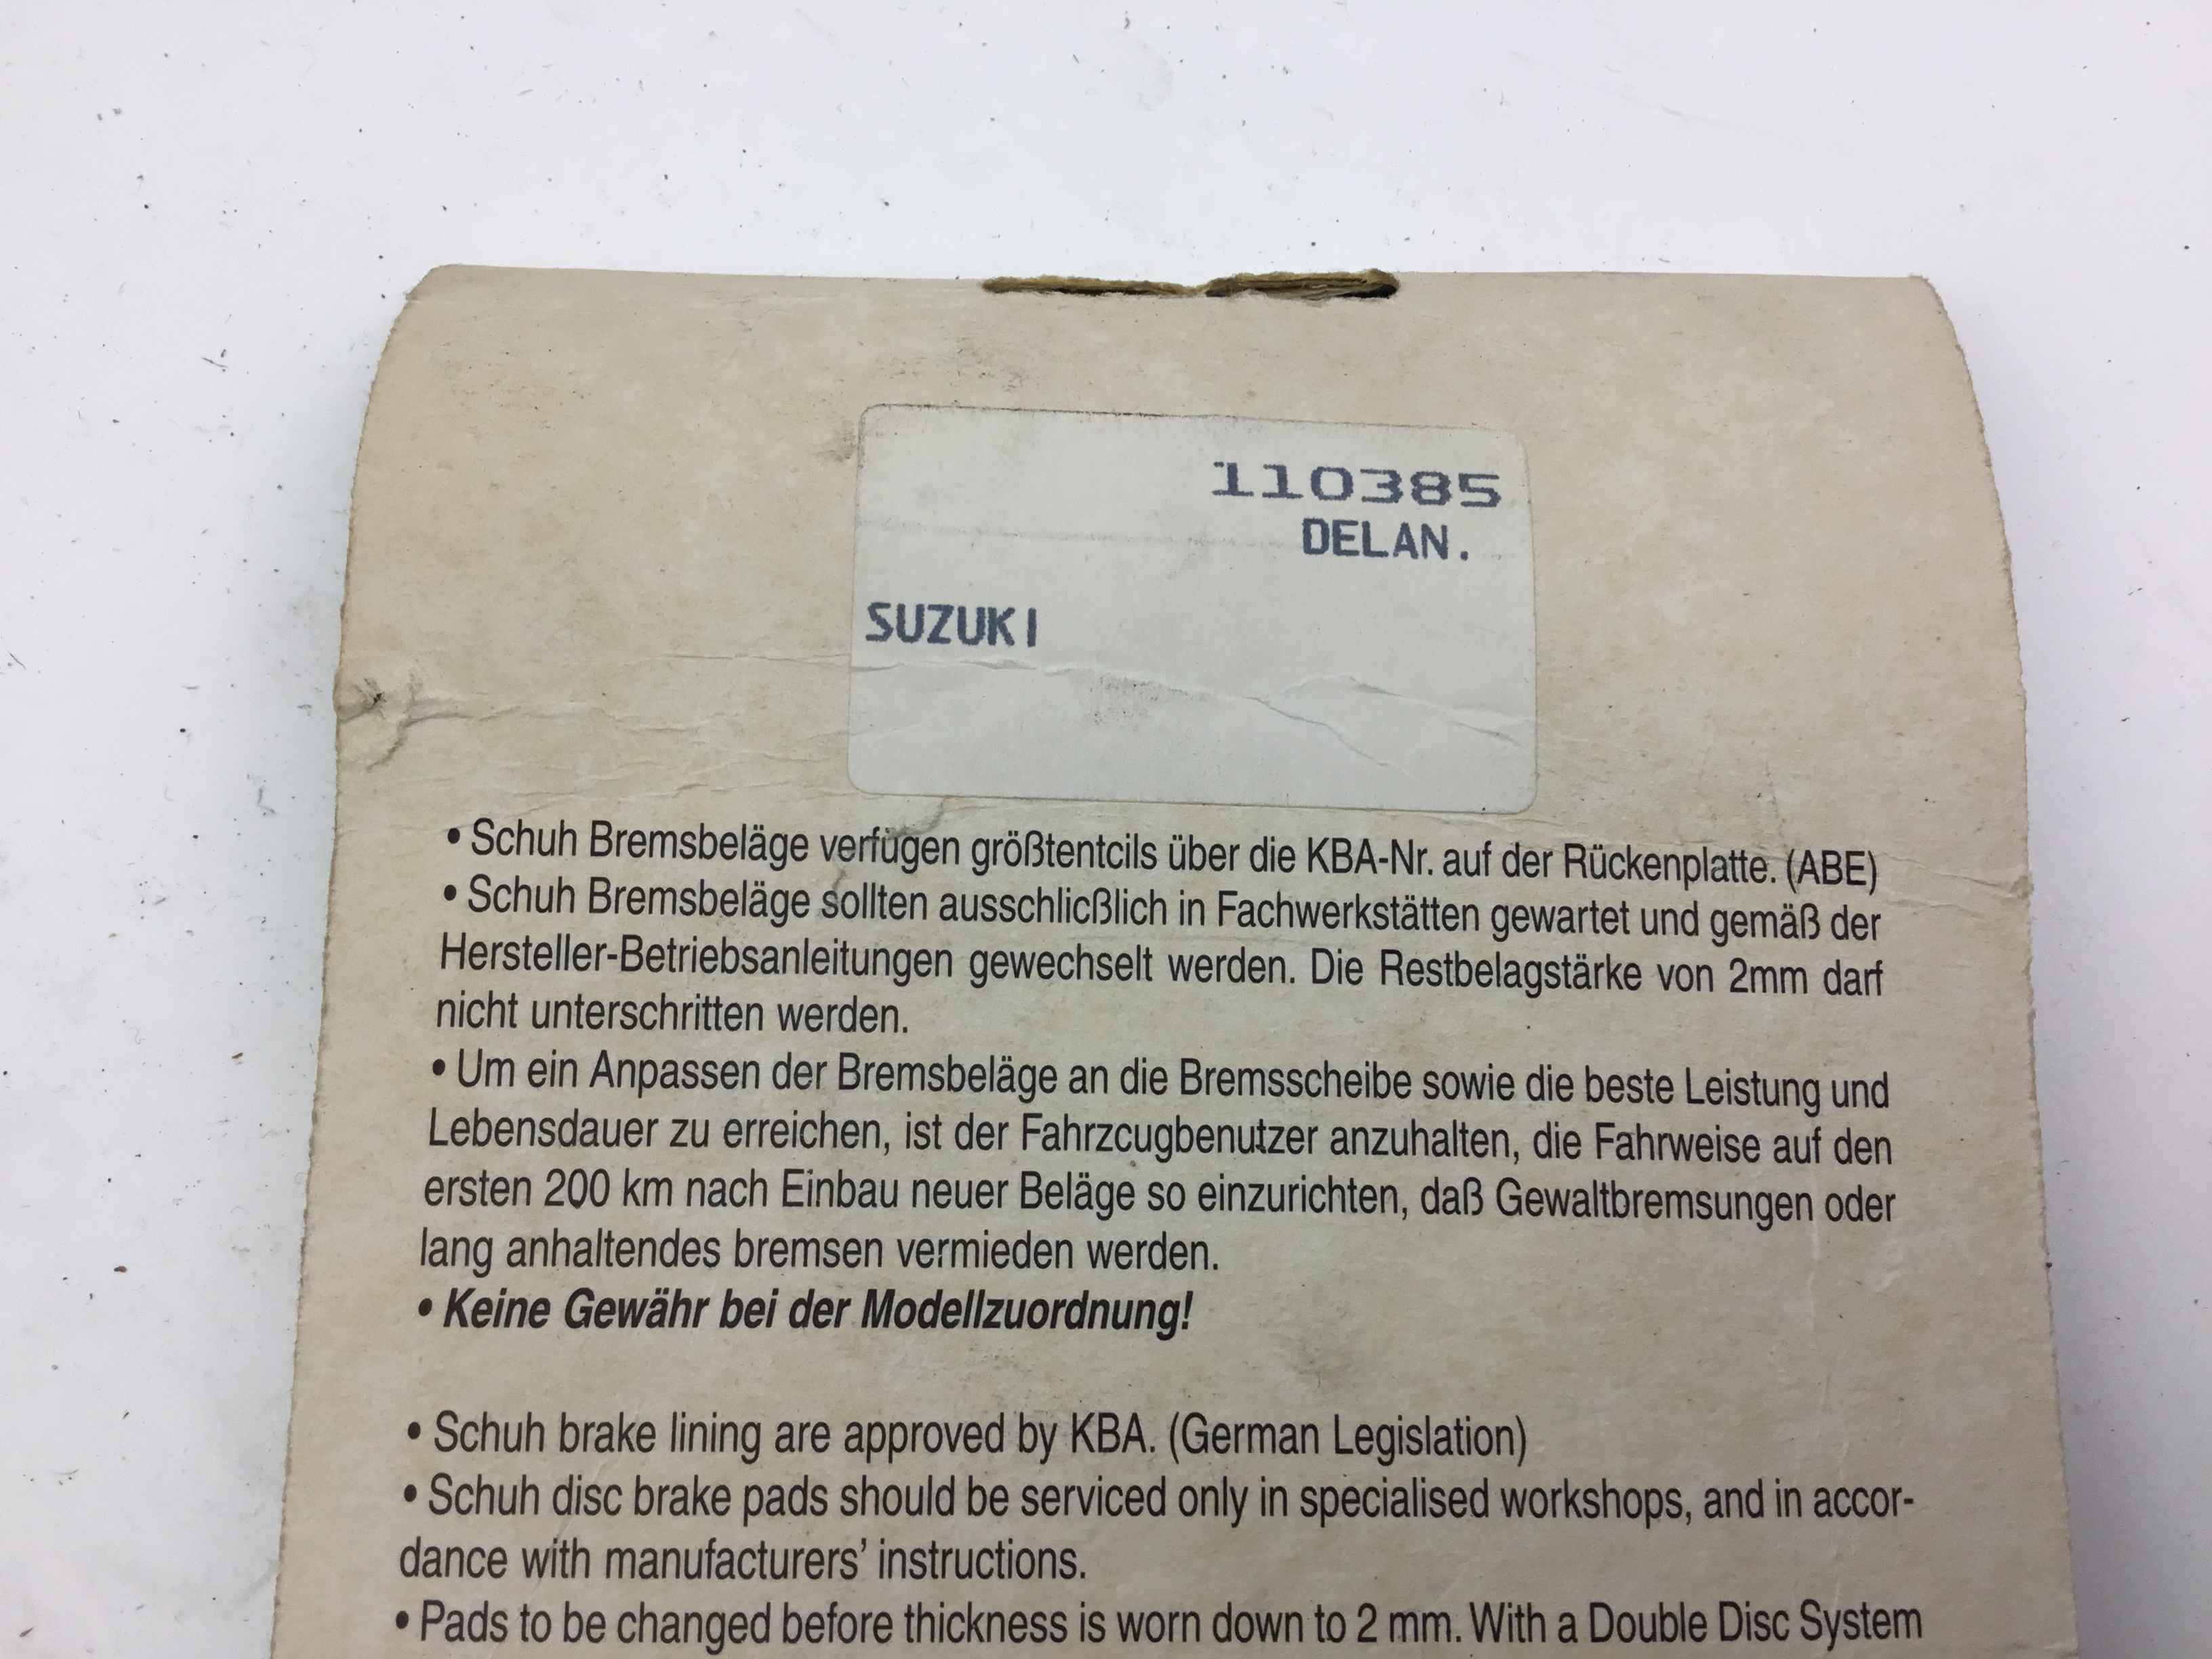 110385
DELAN.
SUZUKI
• Schuh Bremsbeläge verfügen größtentcils über die KBA-Nr. auf der Rückenplatte. (ABE)
• Schuh Bremsbeläge sollten ausschlicßlich in Fachwerkstätten gewartet und gemäß der
Hersteller-Betriebsanleitungen gewechselt werden. Die Restbelagstärke von 2mm darf
nicht unterschritten werden.
• Um ein Anpassen der Bremsbeläge an die Bremsscheibe sowie die beste Leistung und
Lebensdauer zu erreichen, ist der Fahrzcugbenutzer anzuhalten, die Fahrweise auf den
ersten 200 km nach Einbau neuer Beläge so einzurichten, daß Gewaltbremsungen oder
lang anhaltendes bremsen vermieden werden.
• Keine Gewähr bei der Modellzuordnung!
• Schuh brake lining are approved by KBA. (German Legislation)
• Schuh disc brake pads should be serviced only in specialised workshops, and in accor-
dance with manufacturers’ instructions.
• Pads to be changed before thickness is worn down to 2 mm. With a Double Disc System